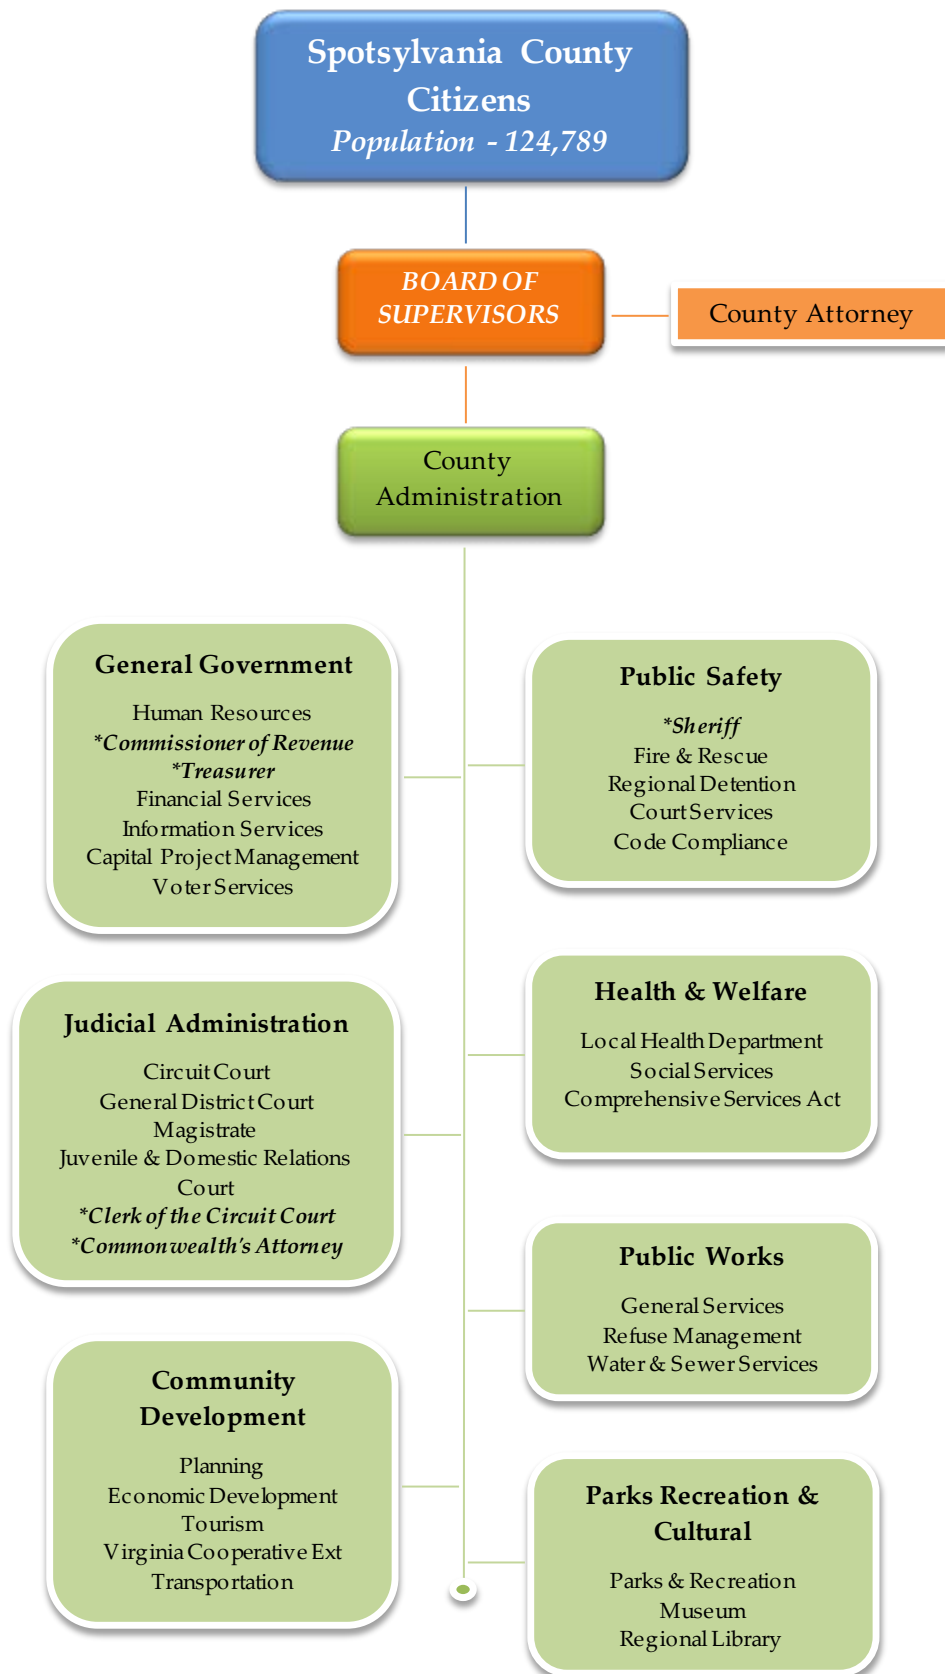 Spotsylvania County
Citizens
Population - 124,789
BOARD OF
SUPERVISORS
County Attorney
County
Administration
General Government
Human Resources
*Commissioner of Revenue
*Treasurer
Financial Services
Information Services
Capital Project Management
Voter Services
Public Safety
*Sheriff
Fire & Rescue
Regional Detention
Court Services
Code Compliance
Judicial Administration
Circuit Court
General District Court
Magistrate
Juvenile & Domestic Relations
Court
*Clerk of the Circuit Court
*Commonwealth's Attorney
Health & Welfare
Local Health Department
Social Services
Comprehensive Services Act
Public Works
General Services
Refuse Management
Water & Sewer Services
Community
Development
Planning
Economic Development
Tourism
Virginia Cooperative Ext
Transportation
Parks Recreation &
Cultural
Parks & Recreation
Museum
Regional Library